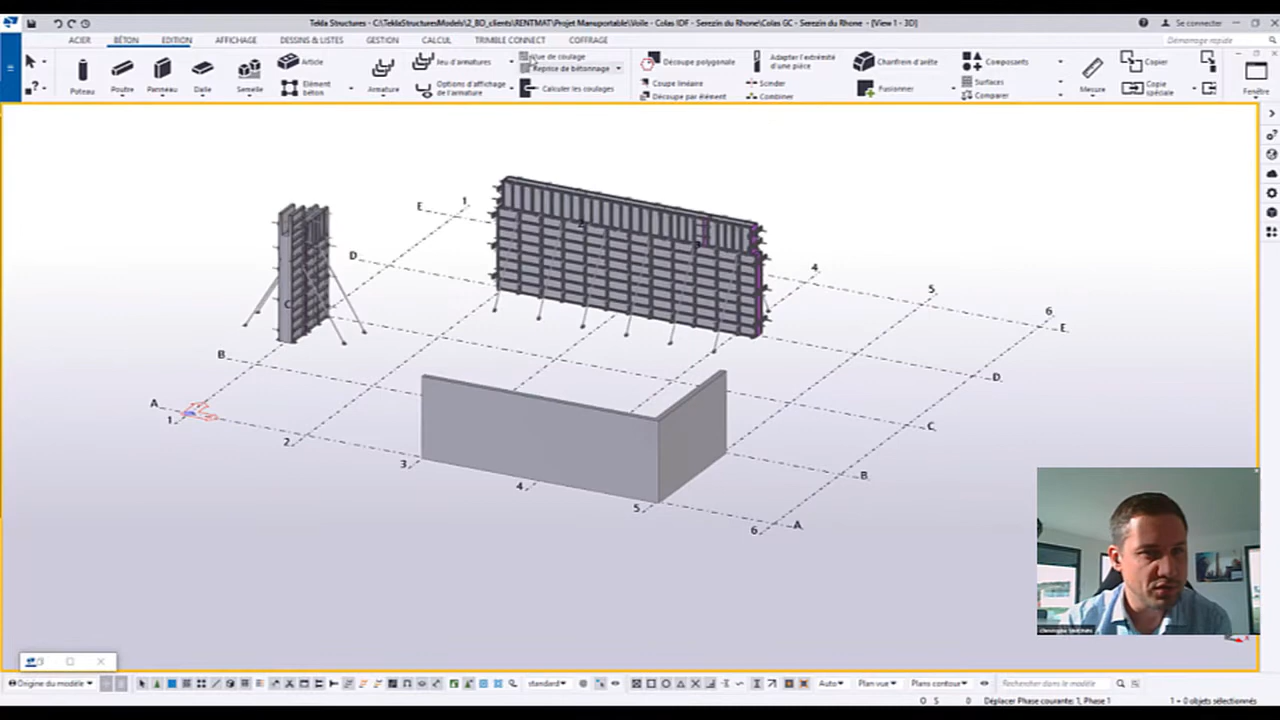 Tekla Structures - C:\TeklaStructuresModels\2_BO_clients\RENTMAT\Projet Manuportable\Voile - Colas IDF - Serezin du Rhone\Colas GC - Serezin du Rhone - [View 1 - 3D]
Se connecter
ACIER BÉTON EDITION AFFICHAGE DESSINS & LISTES GESTION CALCUL TRIMBLE CONNECT COFFRAGE
Démarrage rapide
Poteau Poutre Panneau Dalle Semelle
Article
Elément béton
Armature
Jeu d'armatures
Options d'affichage de l'armature
Vue de coulage
Reprise de bétonnage
Calculer les coulages
Découpe polygonale
Coupe linéaire
Découpe par élément
Adapter l'extrémité d'une pièce
Scinder
Combiner
Chanfrein d'arête
Fusionner
Composants
Surfaces
Comparer
Mesure
Copier
Copie spéciale
Fenêtre
E 1
D
4
5
6
E
C
B
D
A
1
2
C
3
B
4
5
A
6
Origine du modèle
standard
Auto
Plan vue
Plans contour
Rechercher dans le modèle
O S 0 Déplacer Phase courante: 1, Phase 1
1 + 0 objets sélectionnés